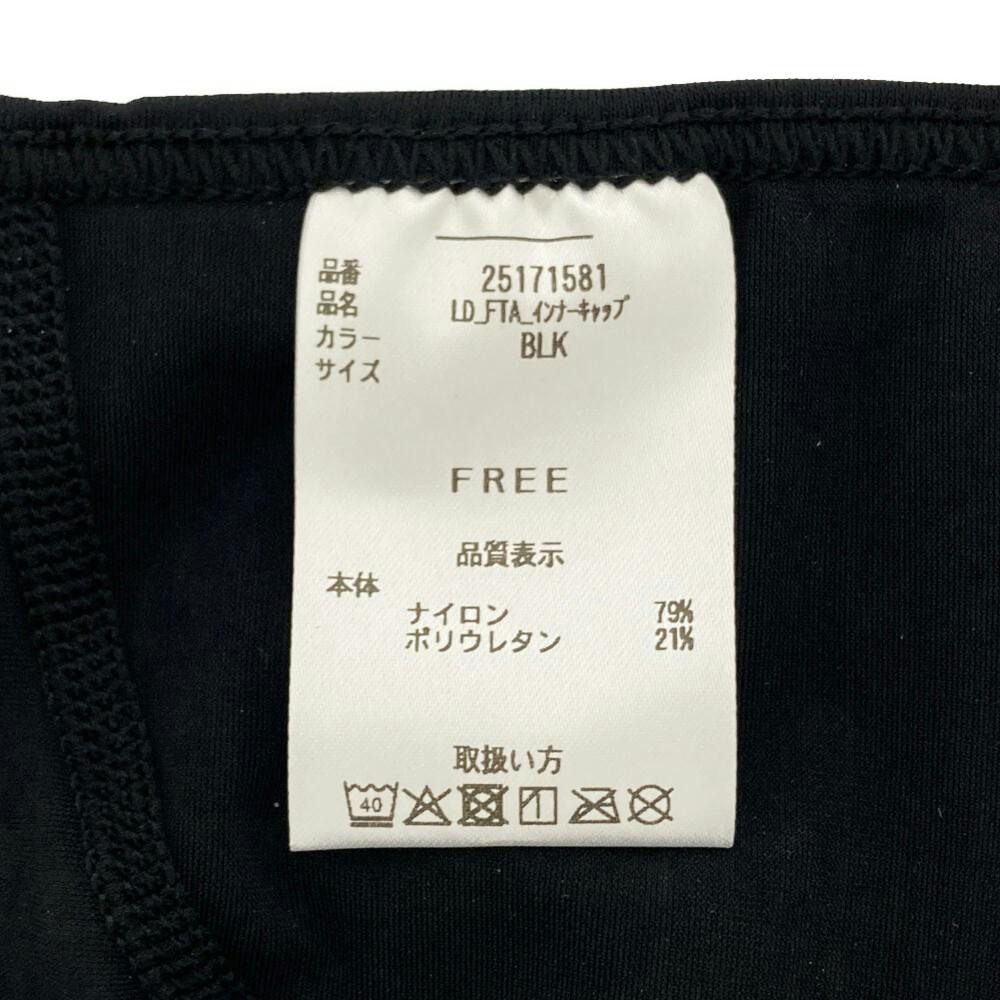 品番 25171581
品名 LD_FTA_ｲﾝﾅｰｷｬｯﾌﾟ
カラー BLK
サイズ
FREE
品質表示
本体
ナイロン 79%
ポリウレタン 21%
取扱い方
40